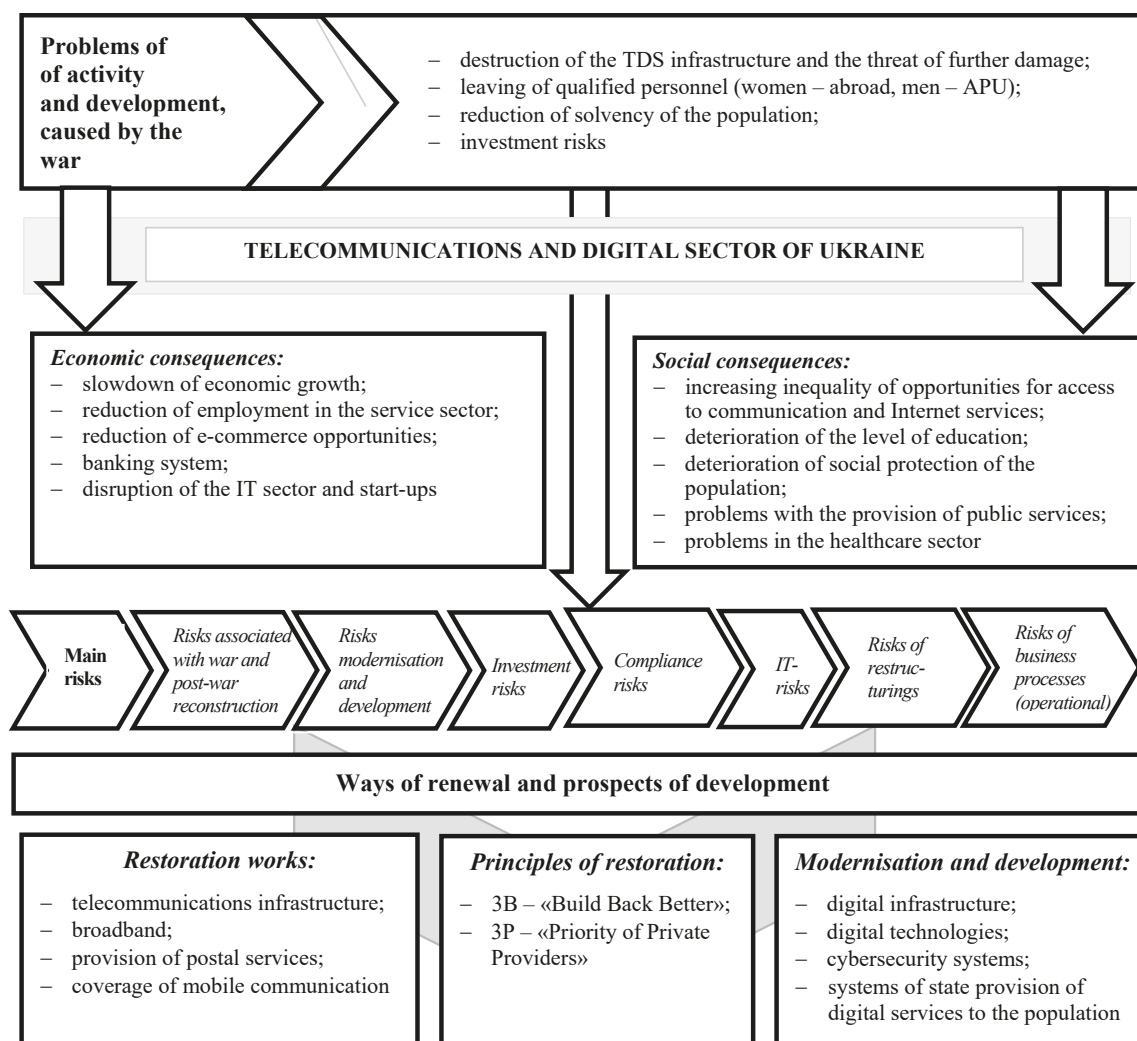 Problems of
of activity
and development,
caused by the
war
– destruction of the TDS infrastructure and the threat of further damage;
– leaving of qualified personnel (women – abroad, men – APU);
– reduction of solvency of the population;
– investment risks
TELECOMMUNICATIONS AND DIGITAL SECTOR OF UKRAINE
Economic consequences:
– slowdown of economic growth;
– reduction of employment in the service sector;
– reduction of e-commerce opportunities;
– banking system;
– disruption of the IT sector and start-ups
Social consequences:
– increasing inequality of opportunities for access
to communication and Internet services;
– deterioration of the level of education;
– deterioration of social protection of the
population;
– problems with the provision of public services;
– problems in the healthcare sector
Main
risks
Risks associated
with war and
post-war
reconstruction
Risks
modernisation
and
development
Investment
risks
Compliance
risks
IT-
risks
Risks of
restruc-
turings
Risks of
business
processes
(operational)
Ways of renewal and prospects of development
Restoration works:
– telecommunications infrastructure;
– broadband;
– provision of postal services;
– coverage of mobile communication
Principles of restoration:
– 3B – «Build Back Better»;
– 3P – «Priority of Private
Providers»
Modernisation and development:
– digital infrastructure;
– digital technologies;
– cybersecurity systems;
– systems of state provision of
digital services to the population